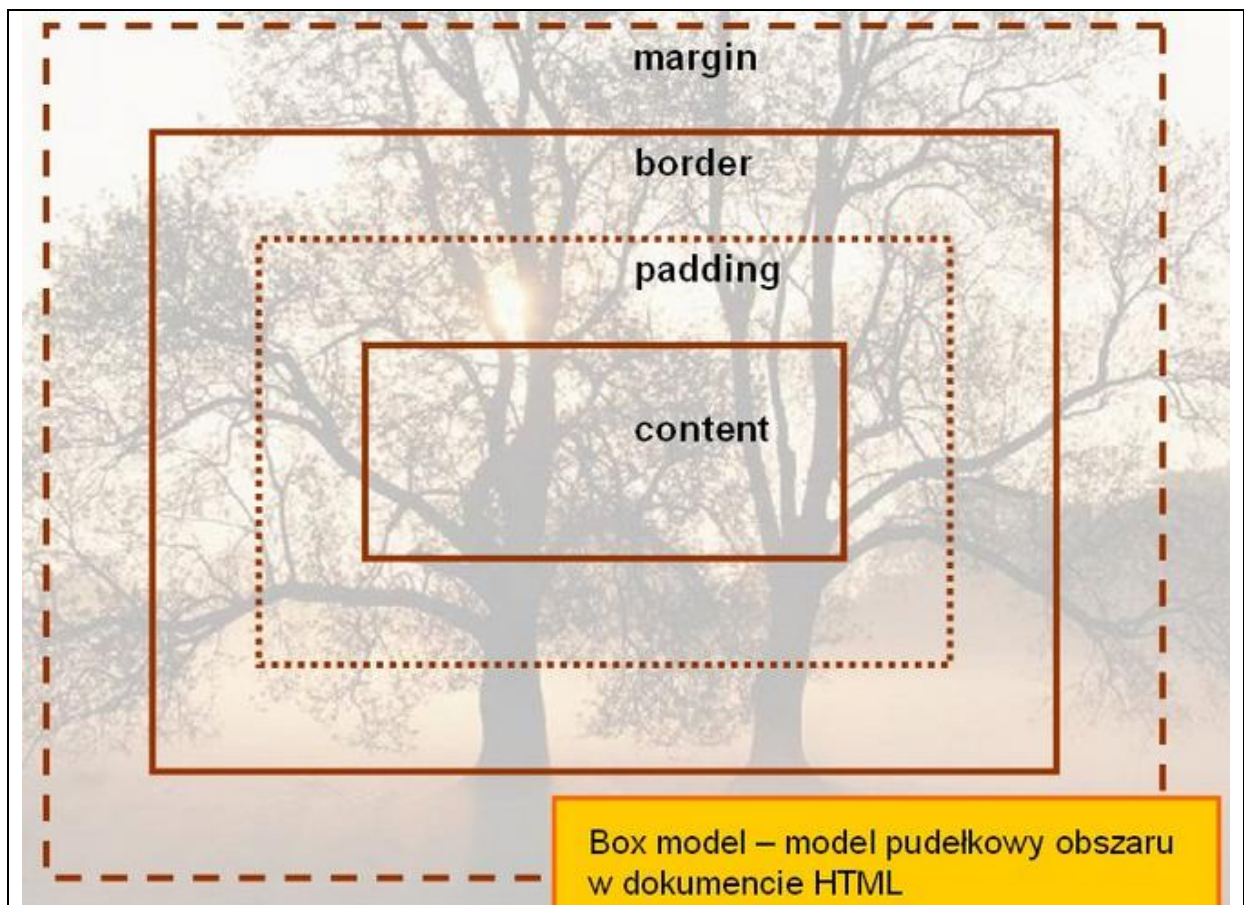 margin
border
padding
content
Box model – model pudełkowy obszaru
w dokumencie HTML